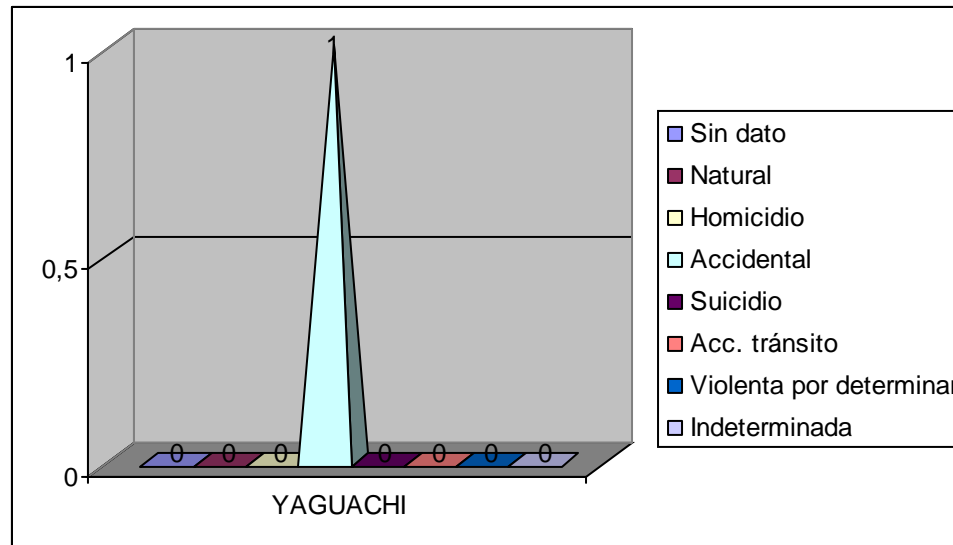 1
1
0,5
0
0 0 0 0 0 0 0
YAGUACHI
Sin dato
Natural
Homicidio
Accidental
Suicidio
Acc. tránsito
Violenta por determinar
Indeterminada